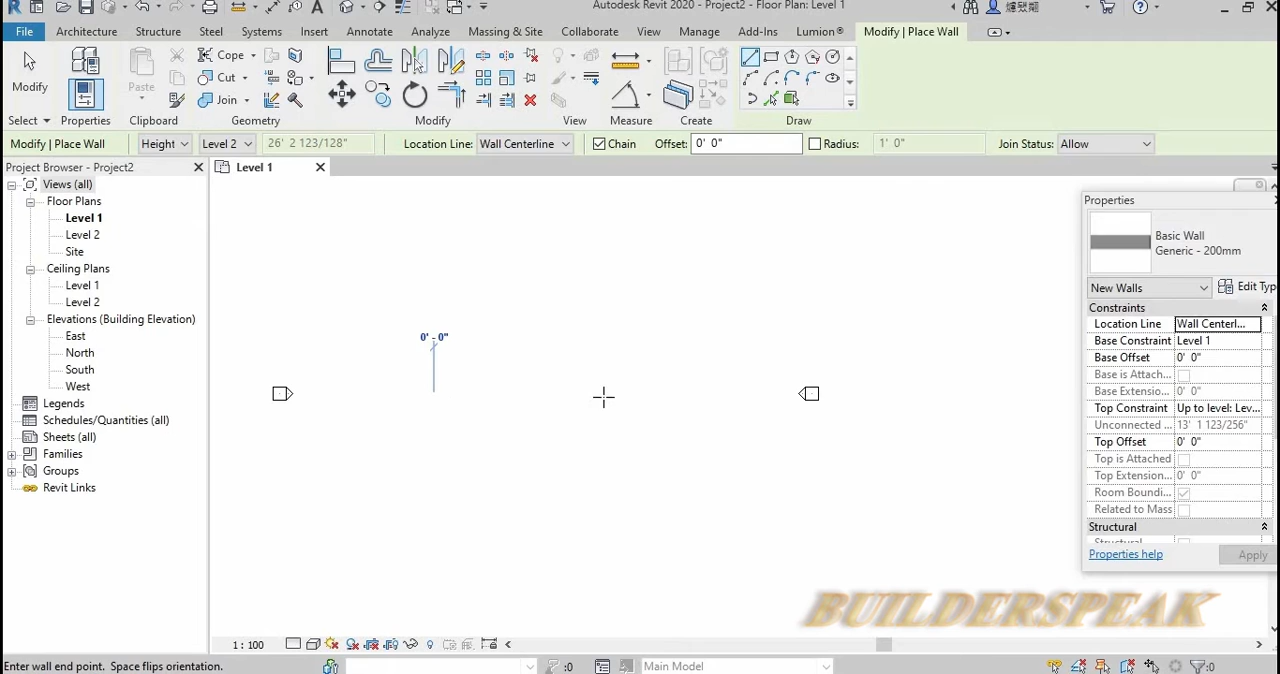 Autodesk Revit 2020 - Project2 - Floor Plan: Level 1
File Architecture Structure Steel Systems Insert Annotate Analyze Massing & Site Collaborate View Manage Add-Ins Lumion® Modify | Place Wall
Modify
Paste
Cope
Cut
Join
Select Properties Clipboard Geometry Modify View Measure Create Draw
Modify | Place Wall Height Level 2 26' 2 123/128" Location Line: Wall Centerline Chain Offset: 0' 0" Radius: 1' 0" Join Status: Allow
Project Browser - Project2
Level 1
Views (all)
Floor Plans
Level 1
Level 2
Site
Ceiling Plans
Level 1
Level 2
Elevations (Building Elevation)
East
North
South
West
Legends
Schedules/Quantities (all)
Sheets (all)
Families
Groups
Revit Links
0' - 0"
Properties
Basic Wall
Generic - 200mm
New Walls Edit Typ
Constraints
Location Line Wall Centerl...
Base Constraint Level 1
Base Offset 0' 0"
Base is Attach...
Base Extensio... 0' 0"
Top Constraint Up to level: Lev...
Unconnected ... 13' 1 123/256"
Top Offset 0' 0"
Top is Attached
Top Extension... 0' 0"
Room Boundi...
Related to Mass
Structural
Structural
Properties help Apply
BUILDERSPEAK
1 : 100
Enter wall end point. Space flips orientation. :0 Main Model :0